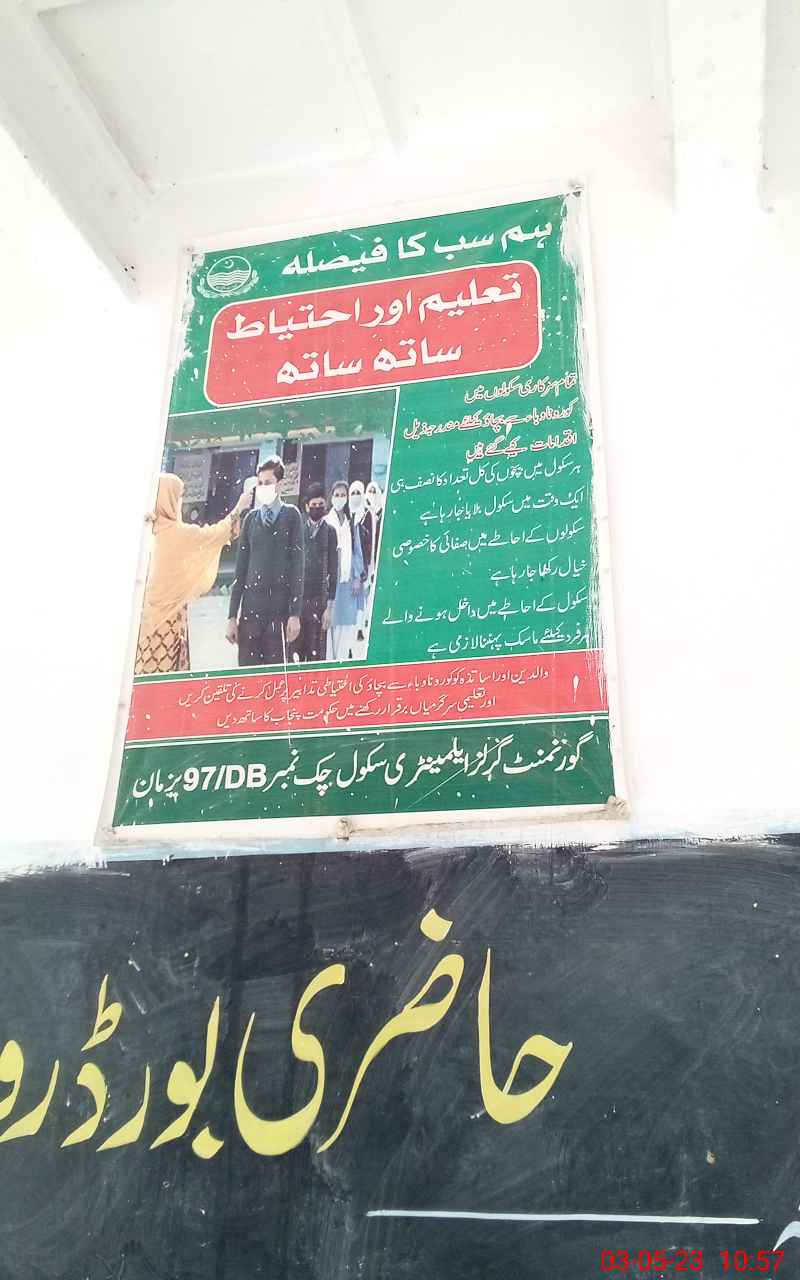 ہم سب کا فیصلہ
تعلیم اور احتیاط
ساتھ ساتھ
تمام سرکاری سکولوں میں
کورونا وباء سے بچاؤ کیلئے مندرجہ ذیل
اقدامات کیے گئے ہیں
ہر سکول میں بچوں کی کل تعداد کا نصف ہی
ایک وقت میں سکول بلایا جا رہا ہے
سکولوں کے احاطے میں صفائی کا خصوصی
خیال رکھا جا رہا ہے
سکول کے احاطے میں داخل ہونے والے
ہر فرد کیلئے ماسک پہننا لازمی ہے
والدین اور اساتذہ کو کورونا وباء سے بچاؤ کی احتیاطی تدابیر پر عمل کرنے کی تلقین کریں
اور تعلیمی سرگرمیاں برقرار رکھنے میں حکومت پنجاب کا ساتھ دیں
گورنمنٹ گرلز ایلیمینٹری سکول چک نمبر 97/DB یزمان
حاضری بورڈ رو
03-05-23 10:57